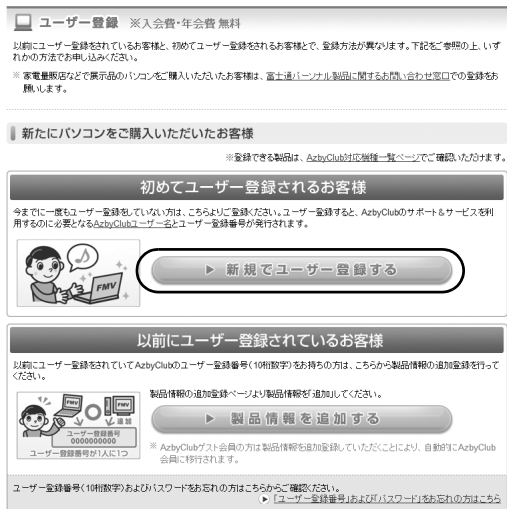 ユーザー登録 ※入会費・年会費 無料
以前にユーザー登録をされているお客様と、初めてユーザー登録をされるお客様とで、登録方法が異なります。下記をご参照の上、いず
れかの方法でお申し込みください。
※ 家電量販店などで展示品のパソコンをご購入いただいたお客様は、富士通パーソナル製品に関するお問い合わせ窓口での登録をお
願いします。
新たにパソコンをご購入いただいたお客様
※登録できる製品は、AzbyClub対応機種一覧ページでご確認いただけます。
初めてユーザー登録されるお客様
今までに一度もユーザー登録をしていない方は、こちらよりご登録ください。ユーザー登録すると、AzbyClubのサポート&サービスを利
用するのに必要となるAzbyClubユーザー名とユーザー登録番号が発行されます。
FMV
新規でユーザー登録する
以前にユーザー登録されているお客様
以前にユーザー登録をされていてAzbyClubのユーザー登録番号(10桁数字)をお持ちの方は、こちらから製品情報の追加登録を行って
ください。
製品情報の追加登録ページより製品情報を「追加」してください。
FMV FMV
追加
ユーザー登録番号
0000000000
ユーザー登録番号が1人に1つ
製品情報を追加する
※ AzbyClubゲスト会員の方は製品情報を追加登録していただくことにより、自動的にAzbyClub
会員に移行されます。
ユーザー登録番号(10桁数字)およびパスワードをお忘れの方はこちらからご確認ください。
「ユーザー登録番号」および「パスワード」をお忘れの方はこちら